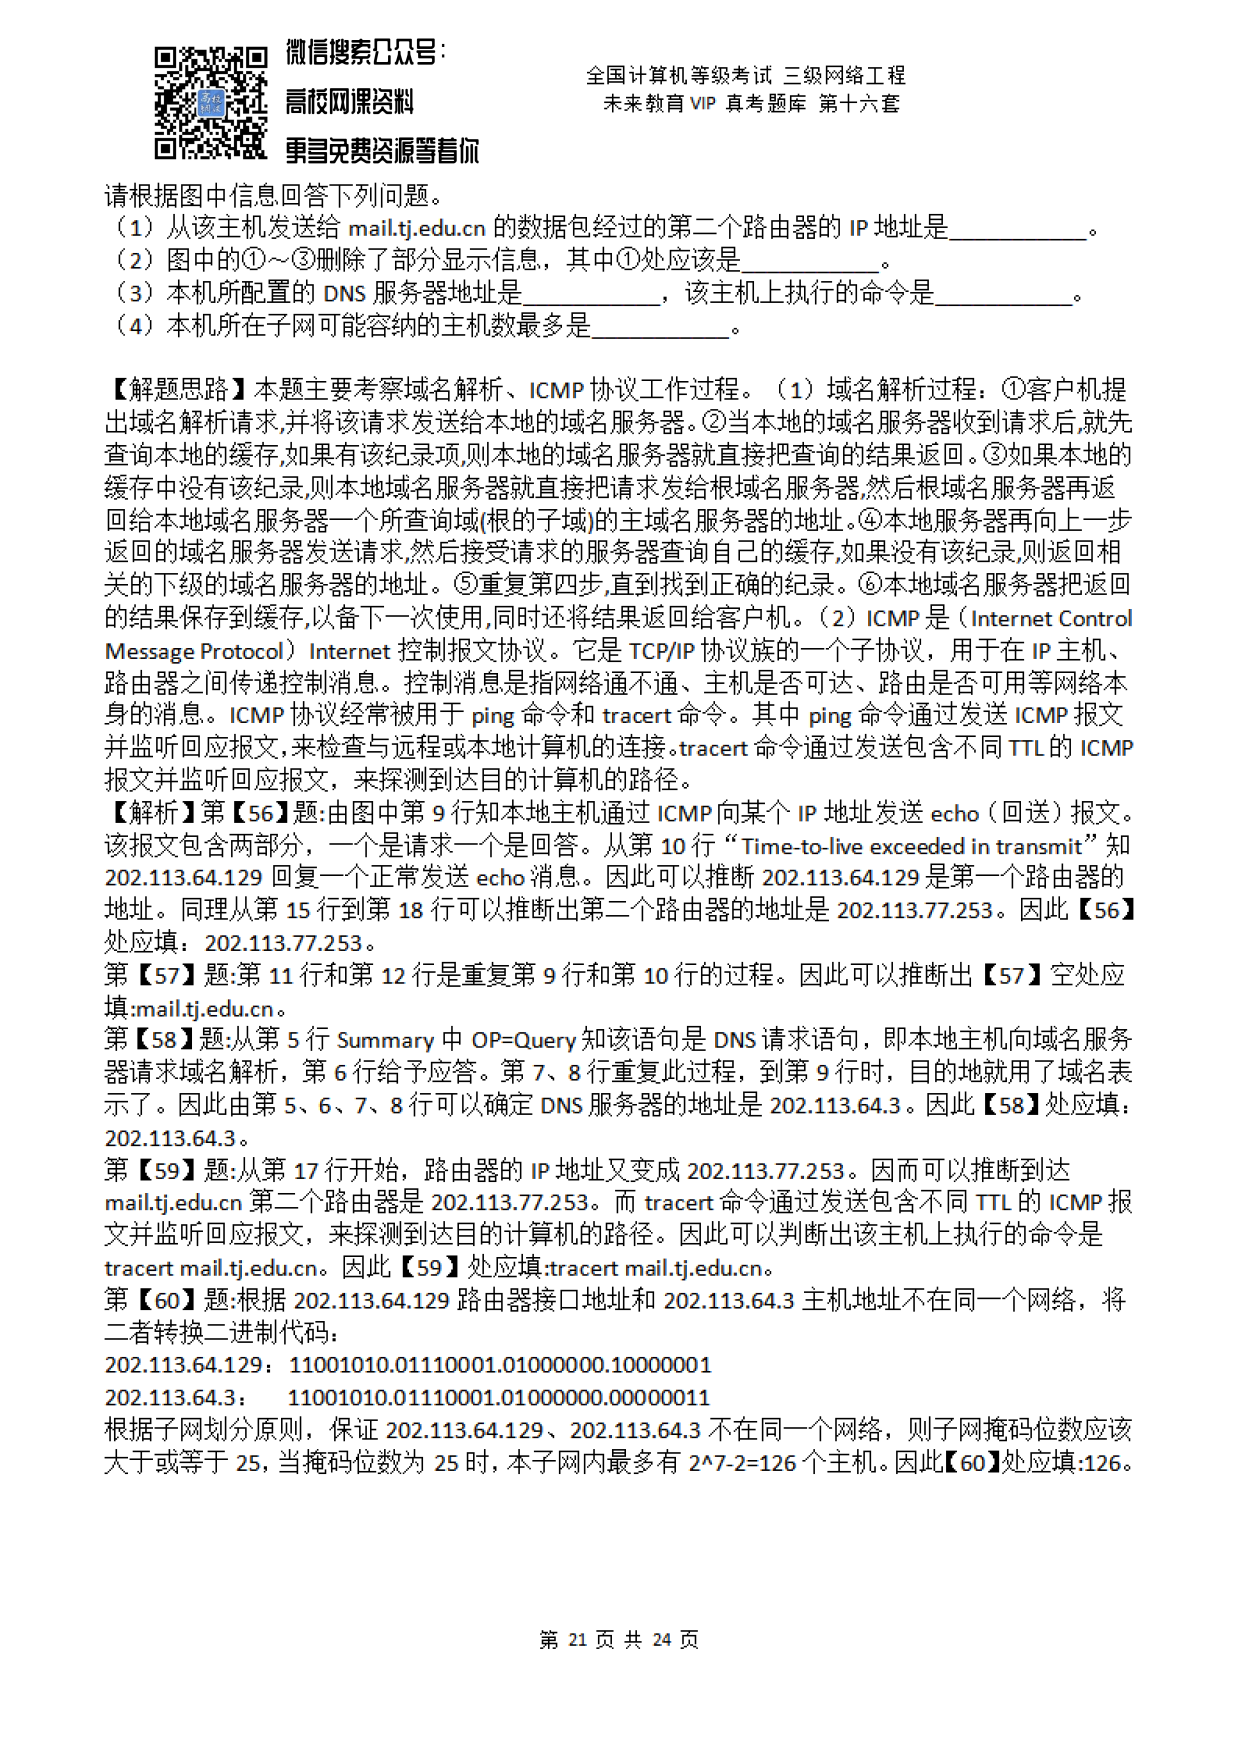 微信搜索公众号：
高校网课资料
更多免费资源等着你
全国计算机等级考试 三级网络工程
未来教育 VIP 真考题库 第十六套
请根据图中信息回答下列问题。
（1）从该主机发送给 mail.tj.edu.cn 的数据包经过的第二个路由器的 IP 地址是___________。
（2）图中的①～③删除了部分显示信息，其中①处应该是___________。
（3）本机所配置的 DNS 服务器地址是___________，该主机上执行的命令是___________。
（4）本机所在子网可能容纳的主机数最多是___________。
【解题思路】本题主要考察域名解析、ICMP 协议工作过程。（1）域名解析过程：①客户机提
出域名解析请求,并将该请求发送给本地的域名服务器。②当本地的域名服务器收到请求后,就先
查询本地的缓存,如果有该纪录项,则本地的域名服务器就直接把查询的结果返回。③如果本地的
缓存中没有该纪录,则本地域名服务器就直接把请求发给根域名服务器,然后根域名服务器再返
回给本地域名服务器一个所查询域(根的子域)的主域名服务器的地址。④本地服务器再向上一步
返回的域名服务器发送请求,然后接受请求的服务器查询自己的缓存,如果没有该纪录,则返回相
关的下级的域名服务器的地址。⑤重复第四步,直到找到正确的纪录。⑥本地域名服务器把返回
的结果保存到缓存,以备下一次使用,同时还将结果返回给客户机。（2）ICMP 是（Internet Control
Message Protocol）Internet 控制报文协议。它是 TCP/IP 协议族的一个子协议，用于在 IP 主机、
路由器之间传递控制消息。控制消息是指网络通不通、主机是否可达、路由是否可用等网络本
身的消息。ICMP 协议经常被用于 ping 命令和 tracert 命令。其中 ping 命令通过发送 ICMP 报文
并监听回应报文,来检查与远程或本地计算机的连接。tracert 命令通过发送包含不同 TTL 的 ICMP
报文并监听回应报文，来探测到达目的计算机的路径。
【解析】第【56】题:由图中第 9 行知本地主机通过 ICMP 向某个 IP 地址发送 echo（回送）报文。
该报文包含两部分，一个是请求一个是回答。从第 10 行“Time-to-live exceeded in transmit”知
202.113.64.129 回复一个正常发送 echo 消息。因此可以推断 202.113.64.129 是第一个路由器的
地址。同理从第 15 行到第 18 行可以推断出第二个路由器的地址是 202.113.77.253。因此【56】
处应填：202.113.77.253。
第【57】题:第 11 行和第 12 行是重复第 9 行和第 10 行的过程。因此可以推断出【57】空处应
填:mail.tj.edu.cn。
第【58】题:从第 5 行 Summary 中 OP=Query 知该语句是 DNS 请求语句，即本地主机向域名服务
器请求域名解析，第 6 行给予应答。第 7、8 行重复此过程，到第 9 行时，目的地就用了域名表
示了。因此由第 5、6、7、8 行可以确定 DNS 服务器的地址是 202.113.64.3。因此【58】处应填：
202.113.64.3。
第【59】题:从第 17 行开始，路由器的 IP 地址又变成 202.113.77.253。因而可以推断到达
mail.tj.edu.cn 第二个路由器是 202.113.77.253。而 tracert 命令通过发送包含不同 TTL 的 ICMP 报
文并监听回应报文，来探测到达目的计算机的路径。因此可以判断出该主机上执行的命令是
tracert mail.tj.edu.cn。因此【59】处应填:tracert mail.tj.edu.cn。
第【60】题:根据 202.113.64.129 路由器接口地址和 202.113.64.3 主机地址不在同一个网络，将
二者转换二进制代码：
202.113.64.129：11001010.01110001.01000000.10000001
202.113.64.3： 11001010.01110001.01000000.00000011
根据子网划分原则，保证 202.113.64.129、202.113.64.3 不在同一个网络，则子网掩码位数应该
大于或等于 25，当掩码位数为 25 时，本子网内最多有 2^7-2=126 个主机。因此【60】处应填:126。
第 21 页 共 24 页